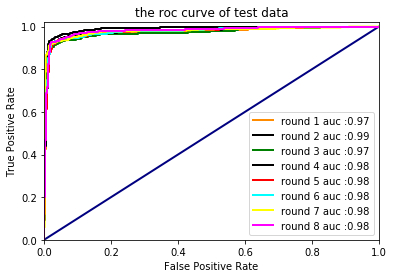 the roc curve of test data
True Positive Rate
1.0
0.8
0.6
0.4
0.2
0.0
round 1 auc :0.97
round 2 auc :0.99
round 3 auc :0.97
round 4 auc :0.98
round 5 auc :0.98
round 6 auc :0.98
round 7 auc :0.98
round 8 auc :0.98
0.0 0.2 0.4 0.6 0.8 1.0
False Positive Rate